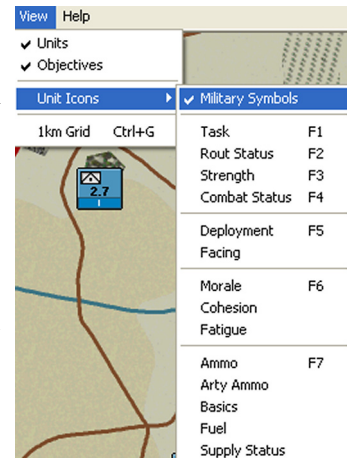 View Help
Units
Objectives
Unit Icons
1km Grid Ctrl+G
2.7
I
Military Symbols
Task F1
Rout Status F2
Strength F3
Combat Status F4
Deployment F5
Facing
Morale F6
Cohesion
Fatigue
Ammo F7
Arty Ammo
Basics
Fuel
Supply Status